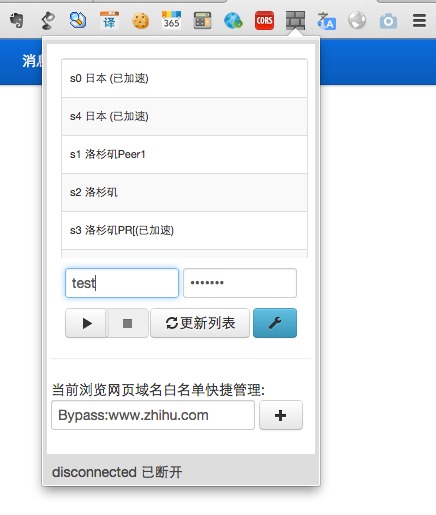 译
365
CORS
A
消息
s0 日本 (已加速)
s4 日本 (已加速)
s1 洛杉矶Peer1
s2 洛杉矶
s3 洛杉矶PR[(已加速)
test
•••••••
更新列表
当前浏览网页域名白名单快捷管理:
Bypass:www.zhihu.com
disconnected 已断开